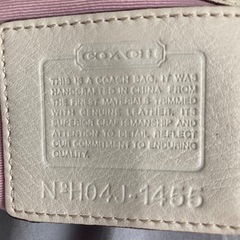 COACH
THIS IS A COACH BAG. IT WAS
HANDCRAFTED IN CHINA FROM
THE FINEST MATERIALS TRIMMED
WITH GENUINE LEATHER. ITS
SUPERIOR CRAFTSMANSHIP AND
ATTENTION TO DETAIL REFLECT
OUR COMMITMENT TO ENDURING
QUALITY.
Nº H04J-1455